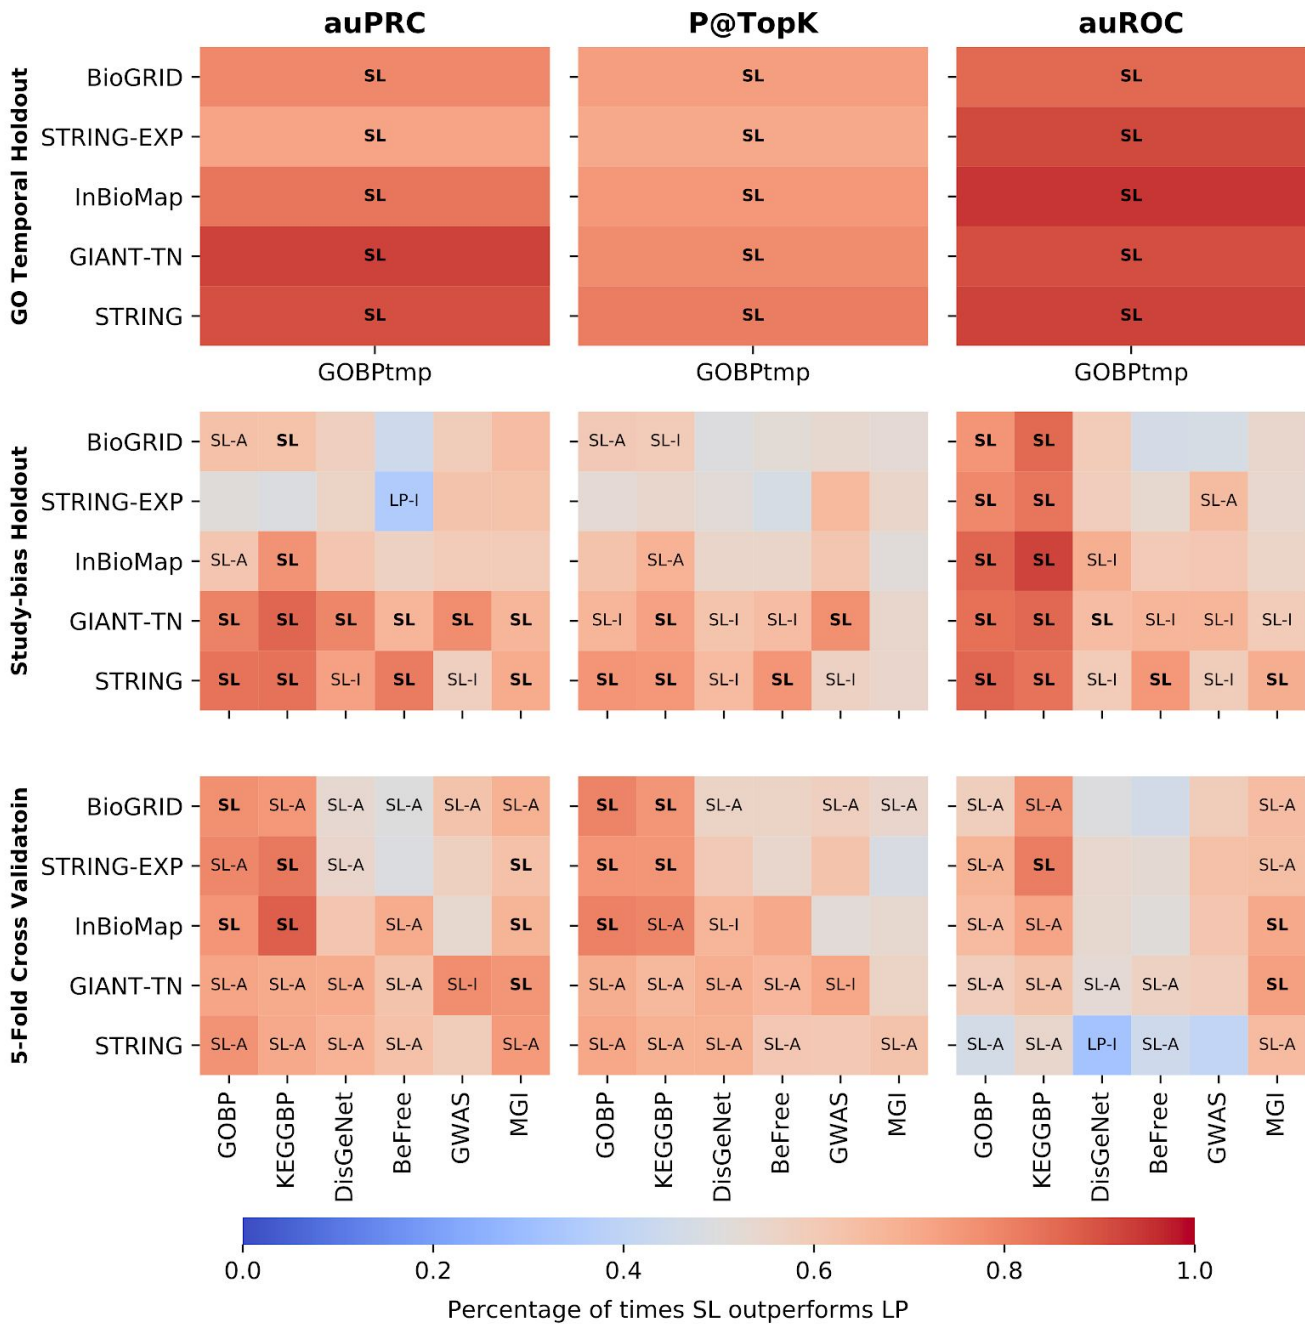 auPRC P@TopK auROC
GO Temporal Holdout
BioGRID SL SL SL
STRING-EXP SL SL SL
InBioMap SL SL SL
GIANT-TN SL SL SL
STRING SL SL SL
GOBPtmp GOBPtmp GOBPtmp
Study-bias Holdout
BioGRID SL-A SL SL-A SL-I SL SL
STRING-EXP LP-I SL SL SL-A
InBioMap SL-A SL SL-A SL SL SL-I
GIANT-TN SL SL SL SL SL SL SL-I SL SL-I SL-I SL SL SL SL SL-I SL-I SL-I
STRING SL SL SL-I SL SL-I SL SL SL SL-I SL SL-I SL SL SL-I SL SL-I SL
5-Fold Cross Validatoin
BioGRID SL SL-A SL-A SL-A SL-A SL-A SL SL SL-A SL-A SL-A SL-A SL-A SL-A
STRING-EXP SL-A SL SL-A SL SL SL SL-A SL SL-A
InBioMap SL SL SL-A SL SL SL-A SL-I SL-A SL-A SL
GIANT-TN SL-A SL-A SL-A SL-A SL-I SL SL-A SL-A SL-A SL-A SL-I SL-A SL-A SL-A SL-A SL
STRING SL-A SL-A SL-A SL-A SL-A SL-A SL-A SL-A SL-A SL-A SL-A SL-A LP-I SL-A SL-A
GOBP KEGGBP DisGeNet BeFree GWAS MGI GOBP KEGGBP DisGeNet BeFree GWAS MGI GOBP KEGGBP DisGeNet BeFree GWAS MGI
0.0 0.2 0.4 0.6 0.8 1.0
Percentage of times SL outperforms LP